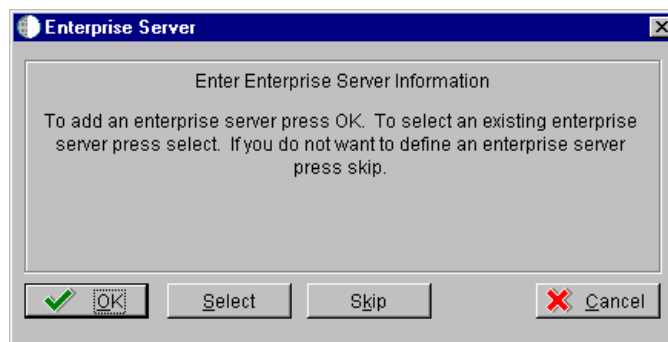 Enterprise Server
Enter Enterprise Server Information
To add an enterprise server press OK. To select an existing enterprise
server press select. If you do not want to define an enterprise server
press skip.
OK Select Skip Cancel